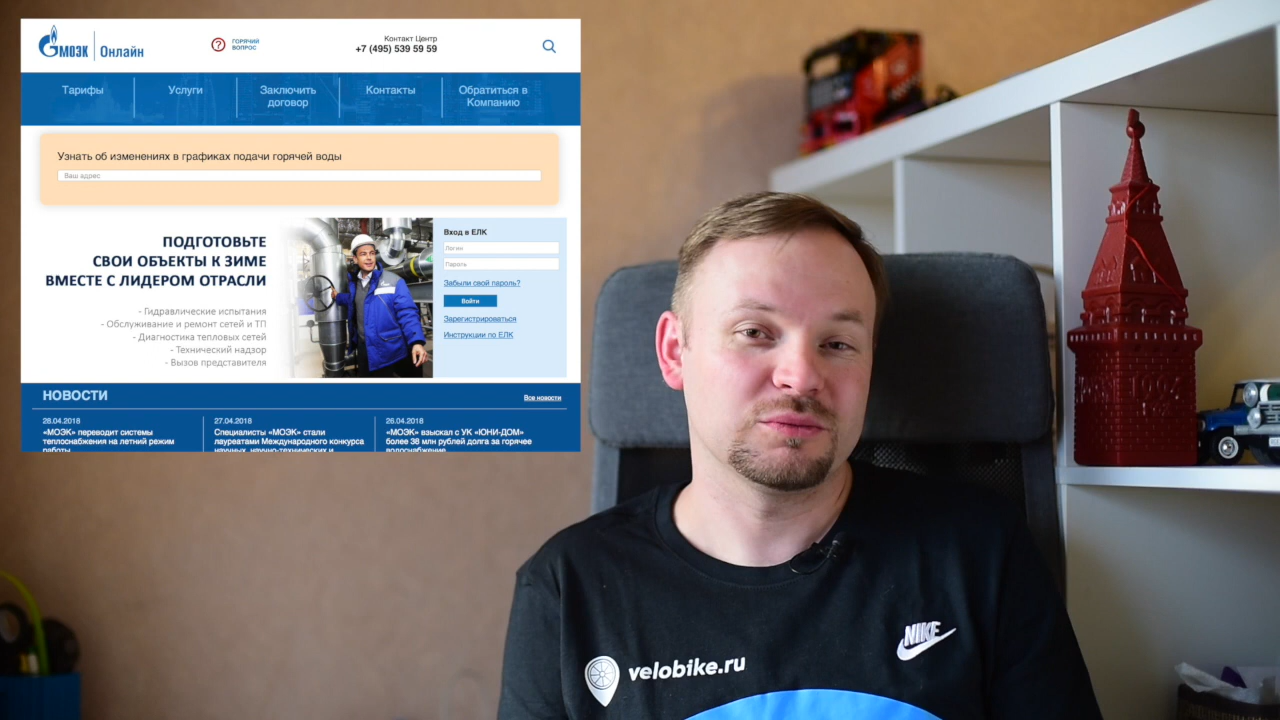 МОЭК Онлайн
ГОРЯЧИЙ
ВОПРОС
Контакт Центр
+7 (495) 539 59 59
Тарифы
Услуги
Заключить
договор
Контакты
Обратиться в
Компанию
Узнать об изменениях в графиках подачи горячей воды
Ваш адрес
ПОДГОТОВЬТЕ
СВОИ ОБЪЕКТЫ К ЗИМЕ
ВМЕСТЕ С ЛИДЕРОМ ОТРАСЛИ
- Гидравлические испытания
- Обслуживание и ремонт сетей и ТП
- Диагностика тепловых сетей
- Технический надзор
- Вызов представителя
Вход в ЕЛК
Логин
Пароль
Забыли свой пароль?
Войти
Зарегистрироваться
Инструкции по ЕЛК
НОВОСТИ
Все новости
28.04.2018
«МОЭК» переводит системы
теплоснабжения на летний режим
работы
27.04.2018
Специалисты «МОЭК» стали
лауреатами Международного конкурса
научных, научно-технических и
26.04.2018
«МОЭК» взыскал с УК «ЮНИ-ДОМ»
более 38 млн рублей долга за горячее
водоснабжение
NIKE
velobike.ru